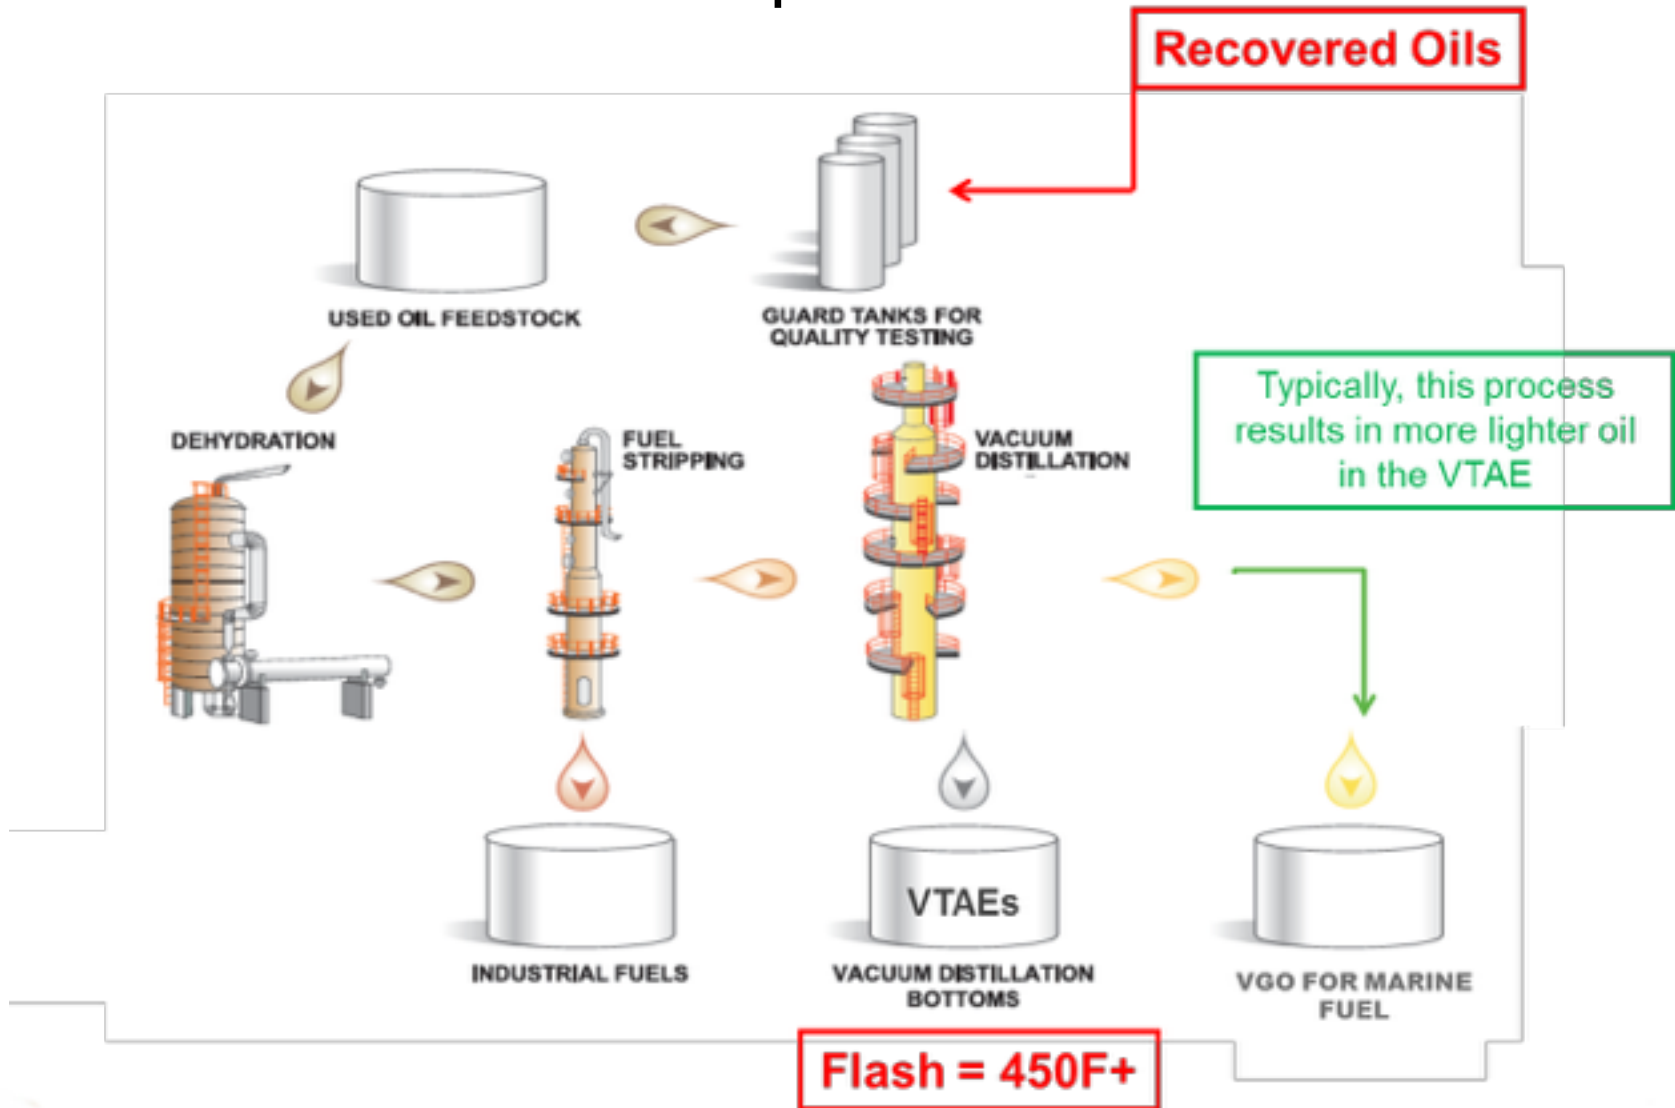 Recovered Oils
USED OIL FEEDSTOCK
GUARD TANKS FOR
QUALITY TESTING
Typically, this process
results in more lighter oil
in the VTAE
DEHYDRATION
FUEL
STRIPPING
VACUUM
DISTILLATION
VTAEs
INDUSTRIAL FUELS
VACUUM DISTILLATION
BOTTOMS
VGO FOR MARINE
FUEL
Flash = 450F+